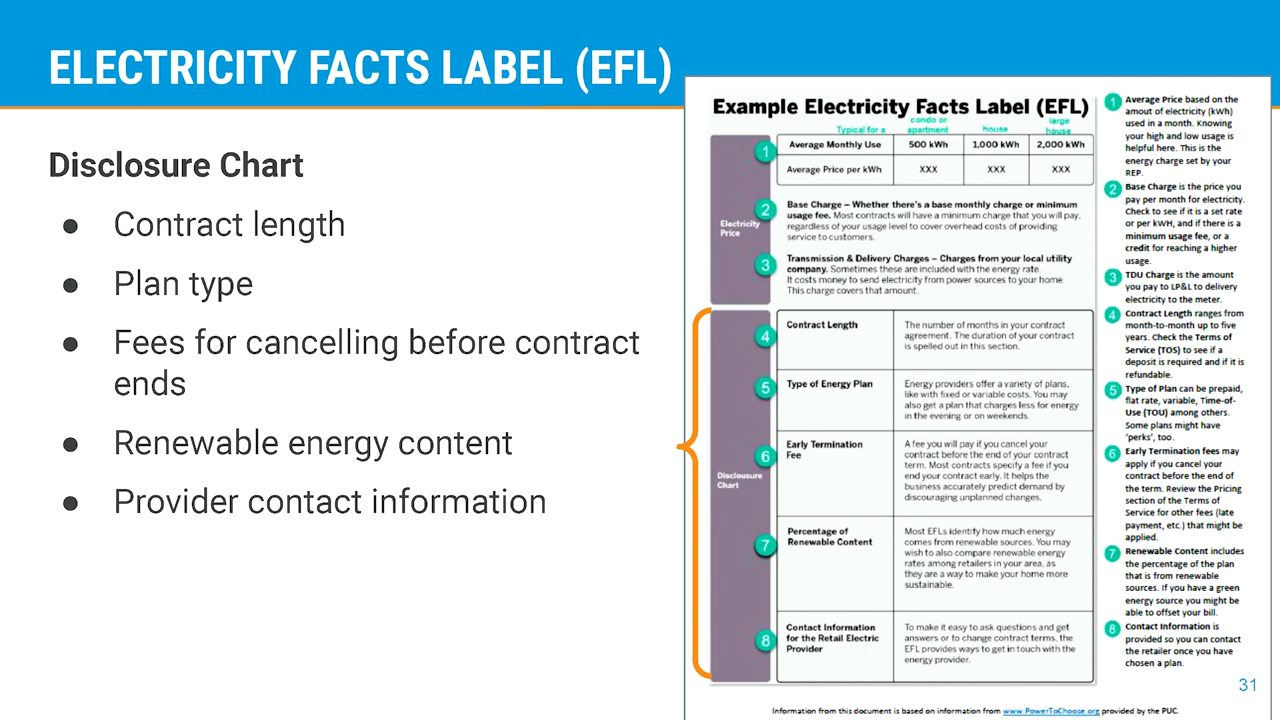 ELECTRICITY FACTS LABEL (EFL)
Disclosure Chart
● Contract length
● Plan type
● Fees for cancelling before contract
ends
● Renewable energy content
● Provider contact information
Example Electricity Facts Label (EFL)
Typical for a
condo or
apartment
house
large
house
Electricity
Price
1
Average Monthly Use
500 kWh
1,000 kWh
2,000 kWh
Average Price per kWh
XXX
XXX
XXX
2
Base Charge – Whether there's a base monthly charge or minimum
usage fee. Most contracts will have a minimum charge that you will pay,
regardless of your usage level to cover overhead costs of providing
service to customers.
3
Transmission & Delivery Charges – Charges from your local utility
company. Sometimes these are included with the energy rate.
It costs money to send electricity from power sources to your home.
This charge covers that amount.
Disclousure
Chart
4
Contract Length
The number of months in your contract
agreement. The duration of your contract
is spelled out in this section.
5
Type of Energy Plan
Energy providers offer a variety of plans,
like with fixed or variable costs. You may
also get a plan that charges less for energy
in the evening or on weekends.
6
Early Termination
Fee
A fee you will pay if you cancel your
contract before the end of your contract
term. Most contracts specify a fee if you
end your contract early. It helps the
business accurately predict demand by
discouraging unplanned changes.
7
Percentage of
Renewable Content
Most EFLs identify how much energy
comes from renewable sources. You may
wish to also compare renewable energy
rates among retailers in your area, as
they are a way to make your home more
sustainable.
8
Contact Information
for the Retail Electric
Provider
To make it easy to ask questions and get
answers or to change contract terms, the
EFL provides ways to get in touch with the
energy provider.
1 Average Price based on the
amout of electricity (kWh)
used in a month. Knowing
your high and low usage is
helpful here. This is the
energy charge set by your
REP.
2 Base Charge is the price you
pay per month for electricity.
Check to see if it is a set rate
or per kWH, and if there is a
minimum usage fee, or a
credit for reaching a higher
usage.
3 TDU Charge is the amount
you pay to LP&L to delivery
electricity to the meter.
4 Contract Length ranges from
month-to-month up to five
years. Check the Terms of
Service (TOS) to see if a
deposit is required and if it is
refundable.
5 Type of Plan can be prepaid,
flat rate, variable, Time-of-
Use (TOU) among others.
Some plans might have
'perks', too.
6 Early Termination fees may
apply if you cancel your
contract before the end of
the term. Review the Pricing
section of the Terms of
Service for other fees (late
payment, etc.) that might be
applied.
7 Renewable Content includes
the percentage of the plan
that is from renewable
sources. If you have a green
energy source you might be
able to offset your bill.
8 Contact Information is
provided so you can contact
the retailer once you have
chosen a plan.
31
Information from this document is based on information from www.PowerToChoose.org provided by the PUC.